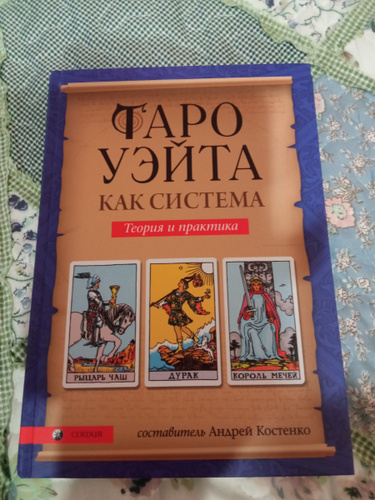 ТАРО
УЭЙТА
КАК СИСТЕМА
Теория и практика
РЫЦАРЬ ЧАШ
ДУРАК
КОРОЛЬ МЕЧЕЙ
составитель Андрей Костенко